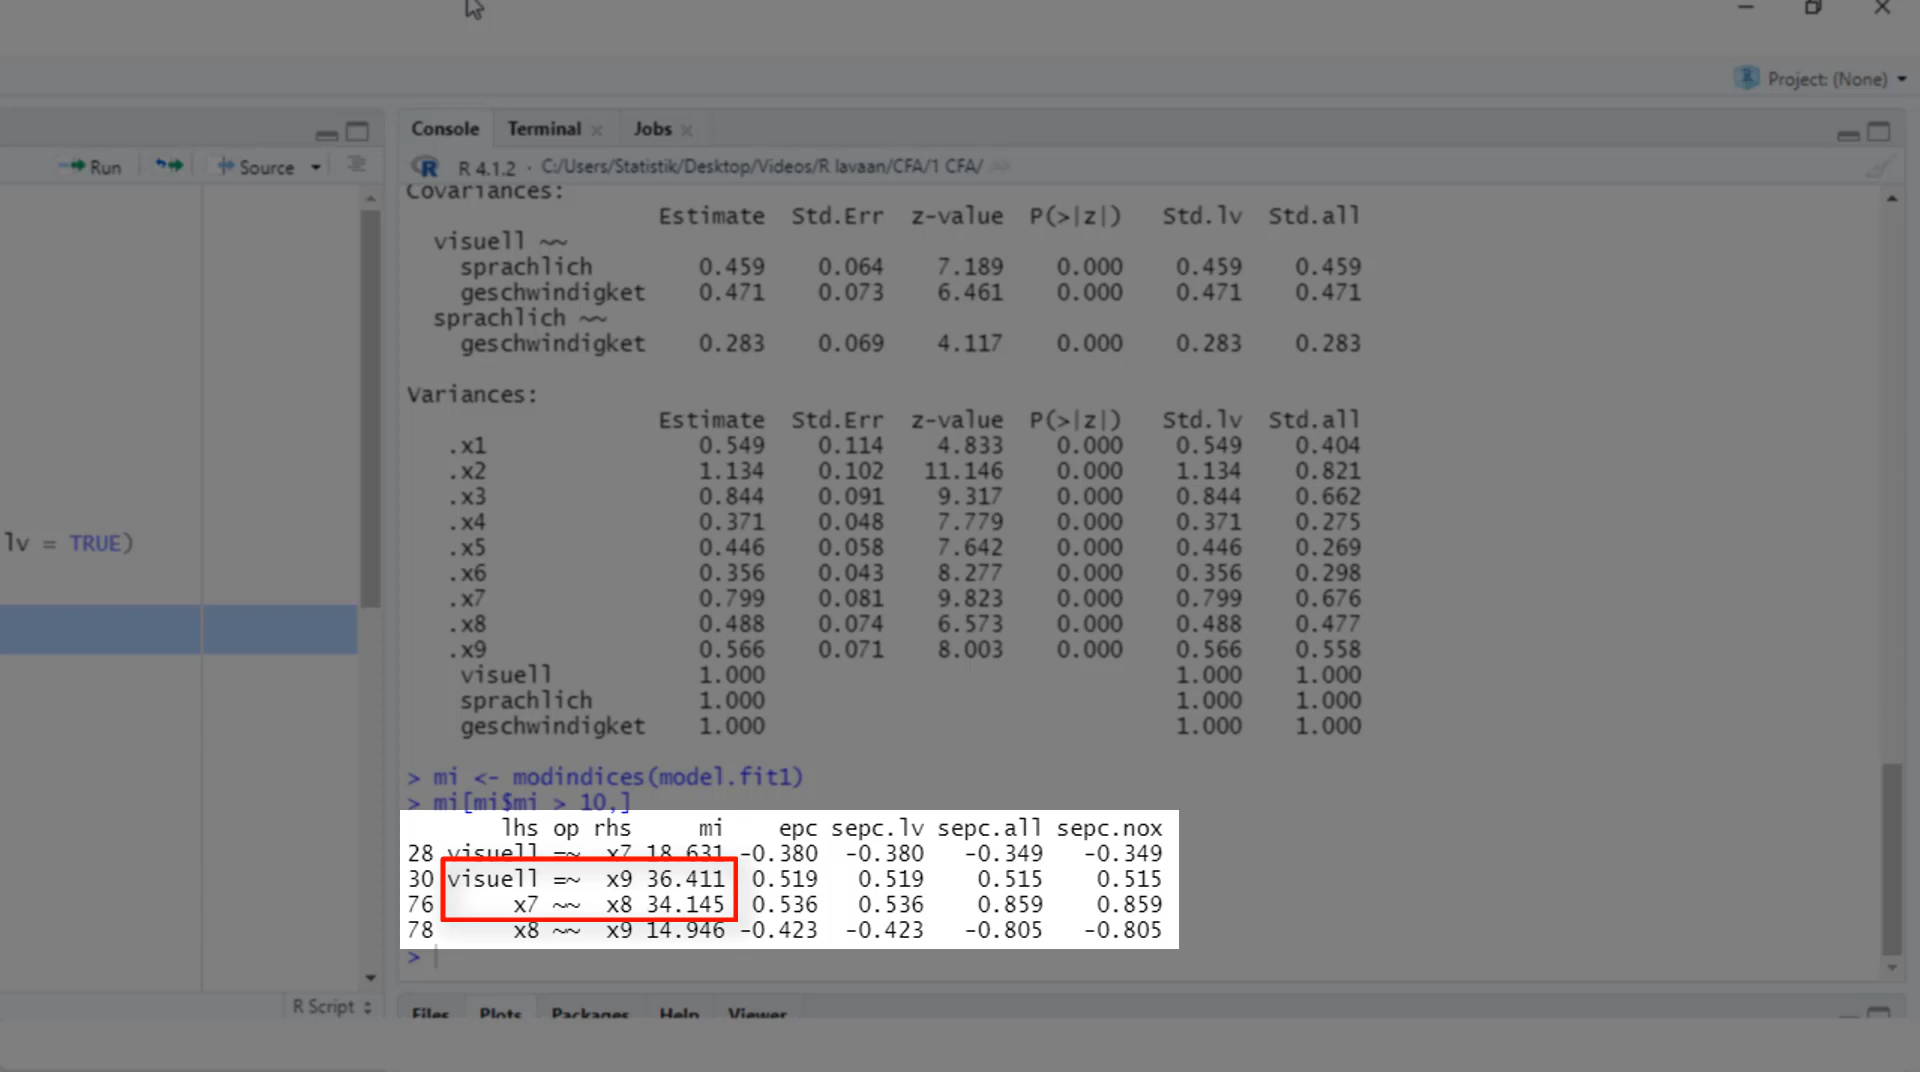 Project: (None)
Console Terminal Jobs
Run Source
R 4.1.2 · C:/Users/Statistik/Desktop/Videos/R lavaan/CFA/1 CFA/
Covariances:
Estimate Std.Err z-value P(>|z|) Std.lv Std.all
visuell ~~
sprachlich 0.459 0.064 7.189 0.000 0.459 0.459
geschwindigket 0.471 0.073 6.461 0.000 0.471 0.471
sprachlich ~~
geschwindigket 0.283 0.069 4.117 0.000 0.283 0.283
Variances:
Estimate Std.Err z-value P(>|z|) Std.lv Std.all
.x1 0.549 0.114 4.833 0.000 0.549 0.404
.x2 1.134 0.102 11.146 0.000 1.134 0.821
.x3 0.844 0.091 9.317 0.000 0.844 0.662
.x4 0.371 0.048 7.779 0.000 0.371 0.275
lv = TRUE)
.x5 0.446 0.058 7.642 0.000 0.446 0.269
.x6 0.356 0.043 8.277 0.000 0.356 0.298
.x7 0.799 0.081 9.823 0.000 0.799 0.676
.x8 0.488 0.074 6.573 0.000 0.488 0.477
.x9 0.566 0.071 8.003 0.000 0.566 0.558
visuell 1.000 1.000 1.000
sprachlich 1.000 1.000 1.000
geschwindigket 1.000 1.000 1.000
> mi <- modindices(model.fit1)
> mi[mi$mi > 10,]
lhs op rhs mi epc sepc.lv sepc.all sepc.nox
28 visuell =~ x7 18.631 -0.380 -0.380 -0.349 -0.349
30 visuell =~ x9 36.411 0.519 0.519 0.515 0.515
76 x7 ~~ x8 34.145 0.536 0.536 0.859 0.859
78 x8 ~~ x9 14.946 -0.423 -0.423 -0.805 -0.805
>
R Script
Files Plots Packages Help Viewer